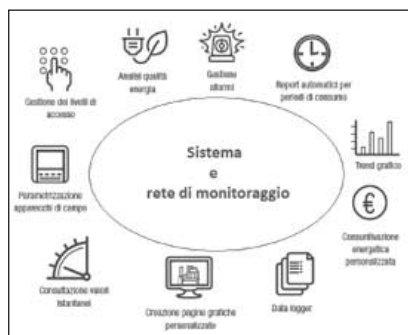 Gestione dei livelli di
accesso
Analisi qualità
energia
Gestione
allarmi
Report automatici per
periodi di consumo
Trend grafico
Sistema
e
rete di monitoraggio
Parametrizzazione
apparecchi di campo
€
Consuntivazione
energetica
personalizzata
Consultazione valori
istantanei
Creazione pagine grafiche
personalizzate
Data logger